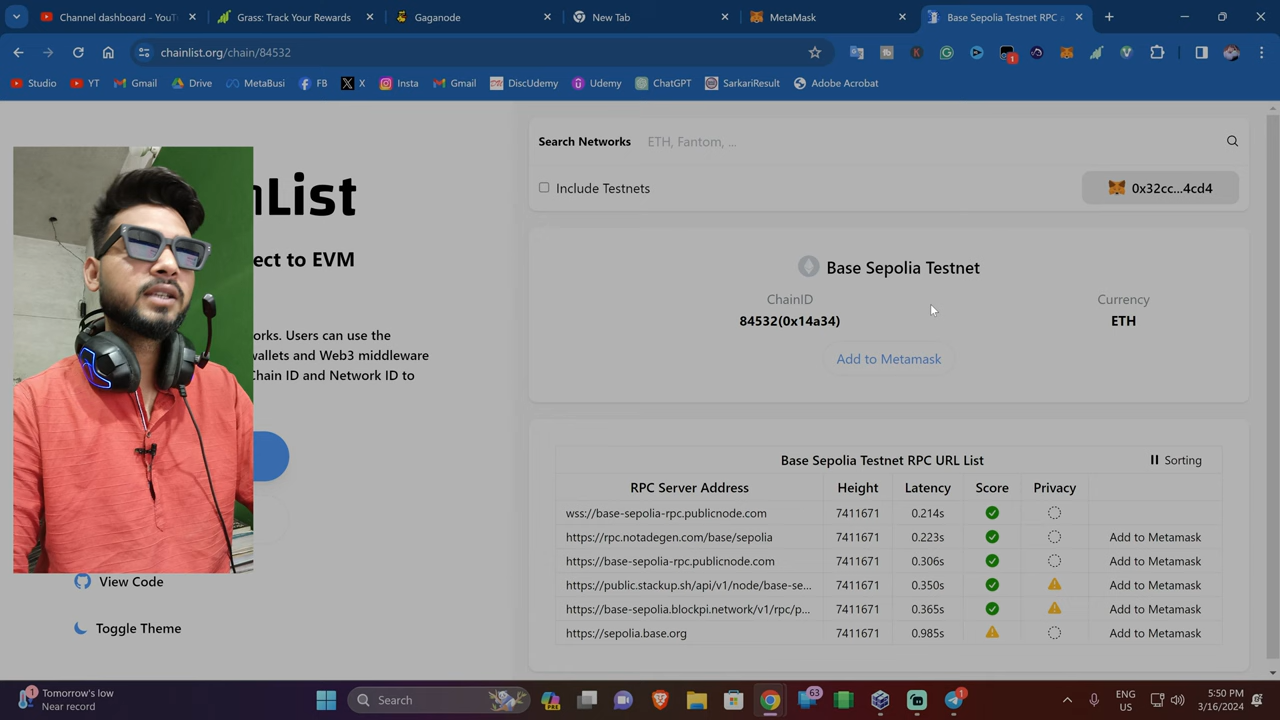 Channel dashboard - YouT
Grass: Track Your Rewards
Gaganode
New Tab
MetaMask
Base Sepolia Testnet RPC a
chainlist.org/chain/84532
1
Studio
YT
Gmail
Drive
MetaBusi
FB
X
Insta
Gmail
DiscUdemy
Udemy
ChatGPT
SarkariResult
Adobe Acrobat
List
ect to EVM
orks. Users can use the
wallets and Web3 middleware
Chain ID and Network ID to
View Code
Toggle Theme
Search Networks
ETH, Fantom, ...
Include Testnets
0x32cc...4cd4
Base Sepolia Testnet
ChainID
Currency
84532(0x14a34)
ETH
Add to Metamask
Base Sepolia Testnet RPC URL List
Sorting
RPC Server Address Height Latency Score Privacy
wss://base-sepolia-rpc.publicnode.com 7411671 0.214s
https://rpc.notadegen.com/base/sepolia 7411671 0.223s Add to Metamask
https://base-sepolia-rpc.publicnode.com 7411671 0.306s Add to Metamask
https://public.stackup.sh/api/v1/node/base-se... 7411671 0.350s Add to Metamask
https://base-sepolia.blockpi.network/v1/rpc/p... 7411671 0.365s Add to Metamask
https://sepolia.base.org 7411671 0.985s Add to Metamask
1
Tomorrow's low
Near record
Search
PRE
63
1
ENG
US
5:50 PM
3/16/2024